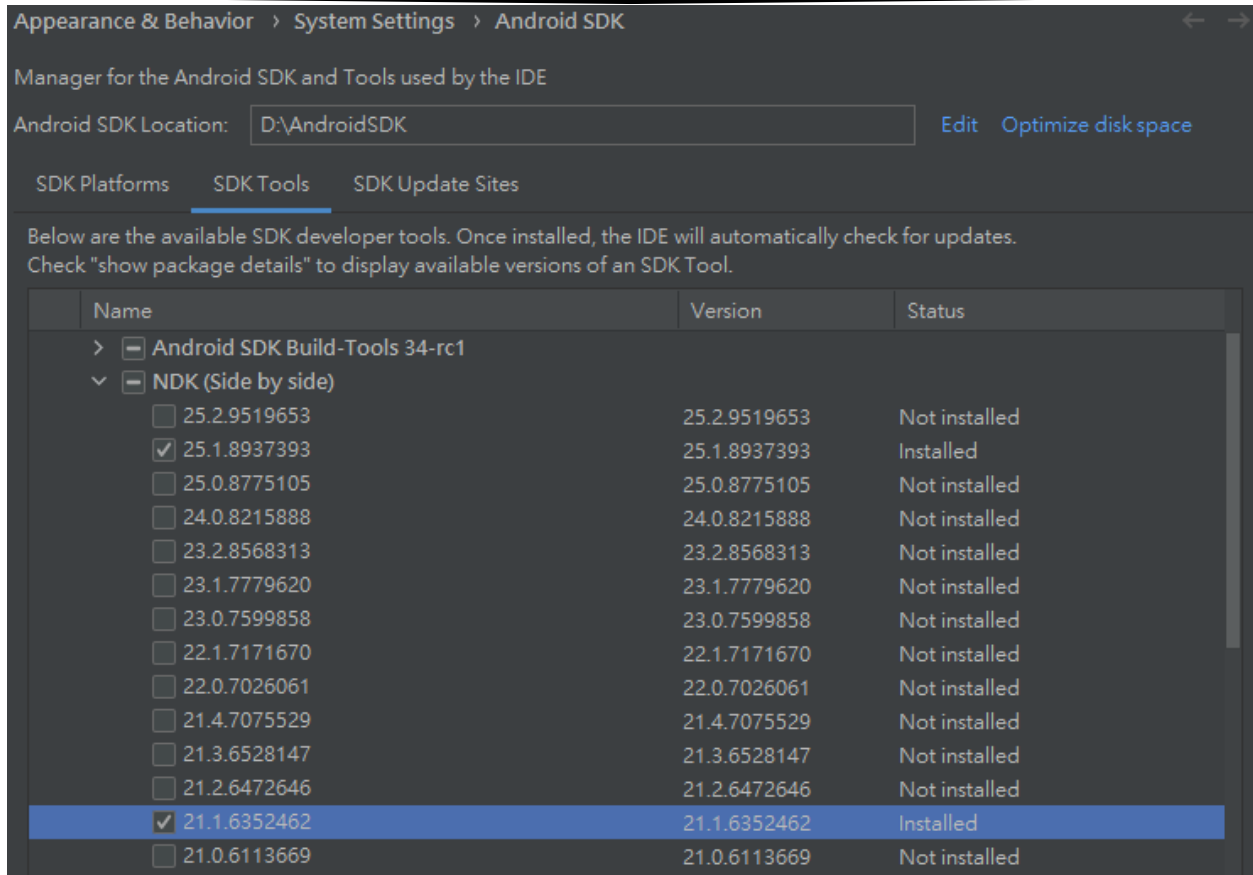 Appearance & Behavior › System Settings › Android SDK
Manager for the Android SDK and Tools used by the IDE
Android SDK Location: D:\AndroidSDK Edit Optimize disk space
SDK Platforms SDK Tools SDK Update Sites
Below are the available SDK developer tools. Once installed, the IDE will automatically check for updates.
Check "show package details" to display available versions of an SDK Tool.
Name Version Status
Android SDK Build-Tools 34-rc1
NDK (Side by side)
25.2.9519653 25.2.9519653 Not installed
25.1.8937393 25.1.8937393 Installed
25.0.8775105 25.0.8775105 Not installed
24.0.8215888 24.0.8215888 Not installed
23.2.8568313 23.2.8568313 Not installed
23.1.7779620 23.1.7779620 Not installed
23.0.7599858 23.0.7599858 Not installed
22.1.7171670 22.1.7171670 Not installed
22.0.7026061 22.0.7026061 Not installed
21.4.7075529 21.4.7075529 Not installed
21.3.6528147 21.3.6528147 Not installed
21.2.6472646 21.2.6472646 Not installed
21.1.6352462 21.1.6352462 Installed
21.0.6113669 21.0.6113669 Not installed